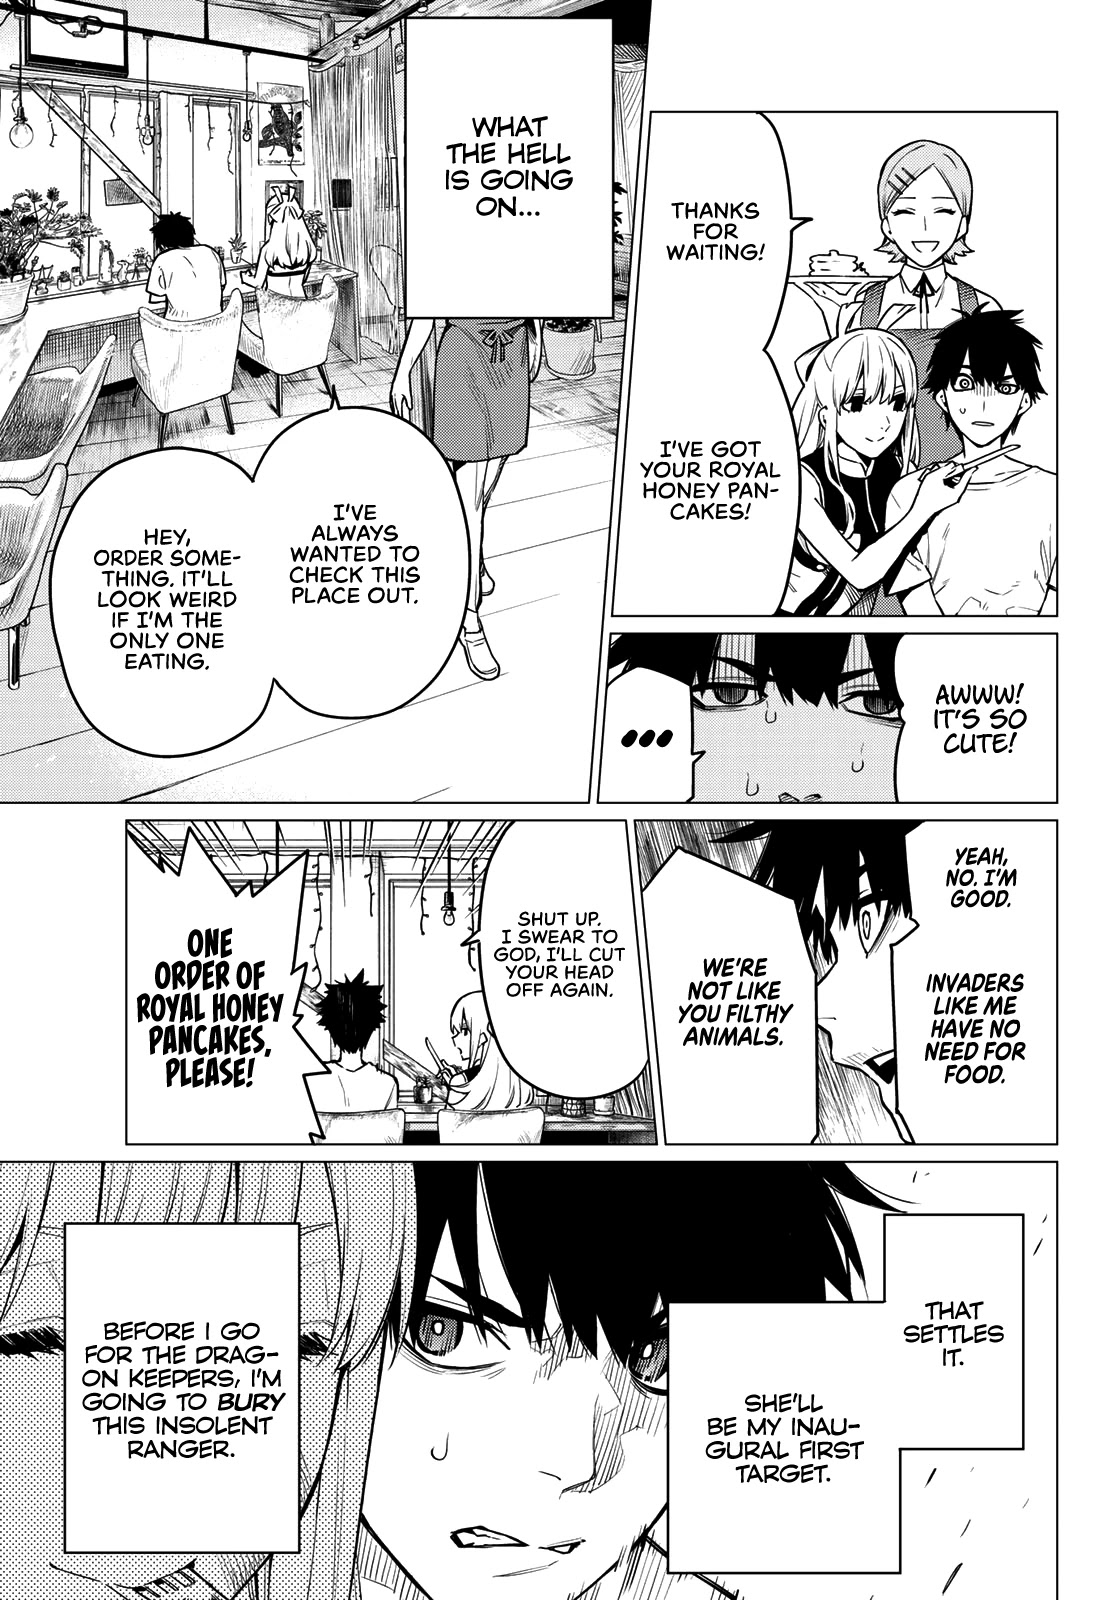 THANKS
FOR
WAITING!
I'VE GOT
YOUR ROYAL
HONEY PAN-
CAKES!
WHAT
THE HELL
IS GOING
ON...
I'VE
ALWAYS
WANTED TO
CHECK THIS
PLACE OUT.
HEY,
ORDER SOME-
THING. IT'LL
LOOK WEIRD
IF I'M THE
ONLY ONE
EATING.
AWWW!
IT'S SO
CUTE!
...
YEAH,
NO. I'M
GOOD.
INVADERS
LIKE ME
HAVE NO
NEED FOR
FOOD.
WE'RE
NOT LIKE
YOU FILTHY
ANIMALS.
SHUT UP.
I SWEAR TO
GOD, I'LL CUT
YOUR HEAD
OFF AGAIN.
ONE
ORDER OF
ROYAL HONEY
PANCAKES,
PLEASE!
THAT
SETTLES
IT.
SHE'LL
BE MY INAU-
GURAL FIRST
TARGET.
BEFORE I GO
FOR THE DRAG-
ON KEEPERS, I'M
GOING TO BURY
THIS INSOLENT
RANGER.